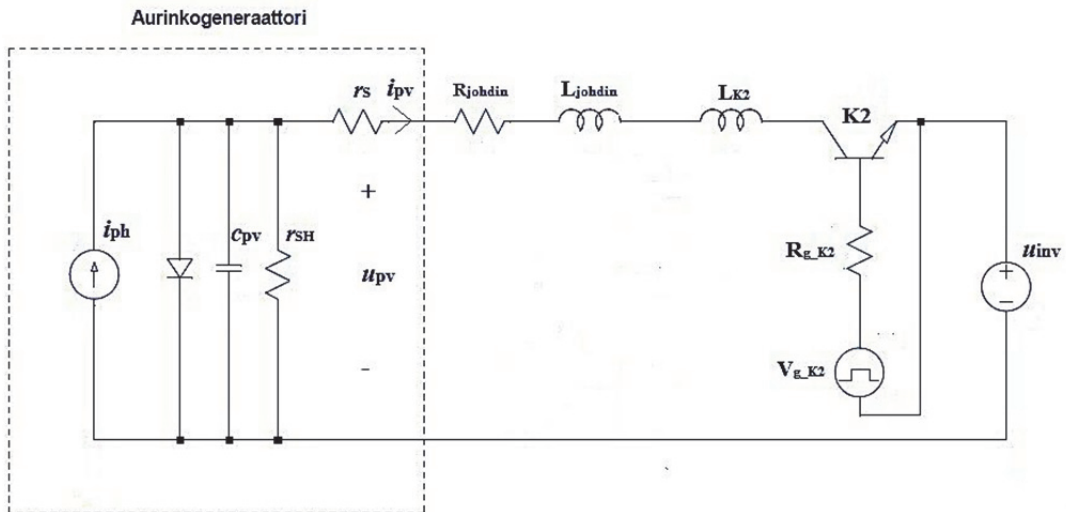 Aurinkogeneraattori
rS
ipv
Rjohdin
Ljohdin
LK2
K2
+
iph
cpv
rSH
upv
Rg_K2
uinv
+
−
-
Vg_K2